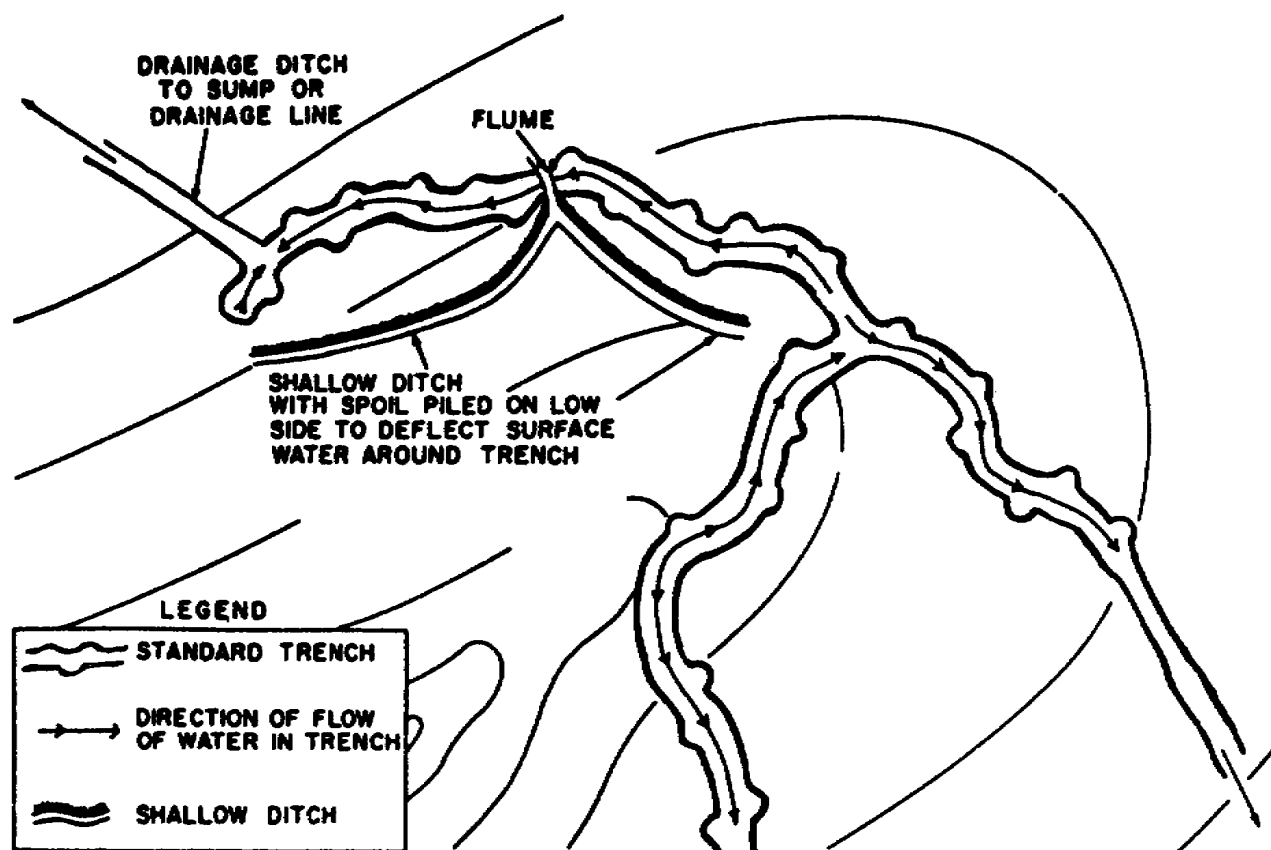 DRAINAGE DITCH
TO SUMP OR
DRAINAGE LINE
FLUME
SHALLOW DITCH
WITH SPOIL PILED ON LOW
SIDE TO DEFLECT SURFACE
WATER AROUND TRENCH
LEGEND
STANDARD TRENCH
DIRECTION OF FLOW
OF WATER IN TRENCH
SHALLOW DITCH